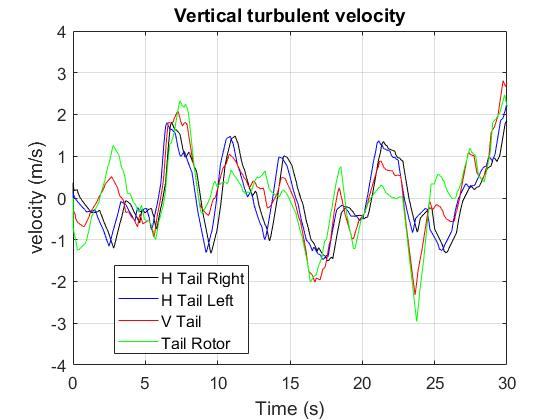 Vertical turbulent velocity
4
3
2
1
0
-1
-2
-3
-4
velocity (m/s)
H Tail Right
H Tail Left
V Tail
Tail Rotor
0 5 10 15 20 25 30
Time (s)